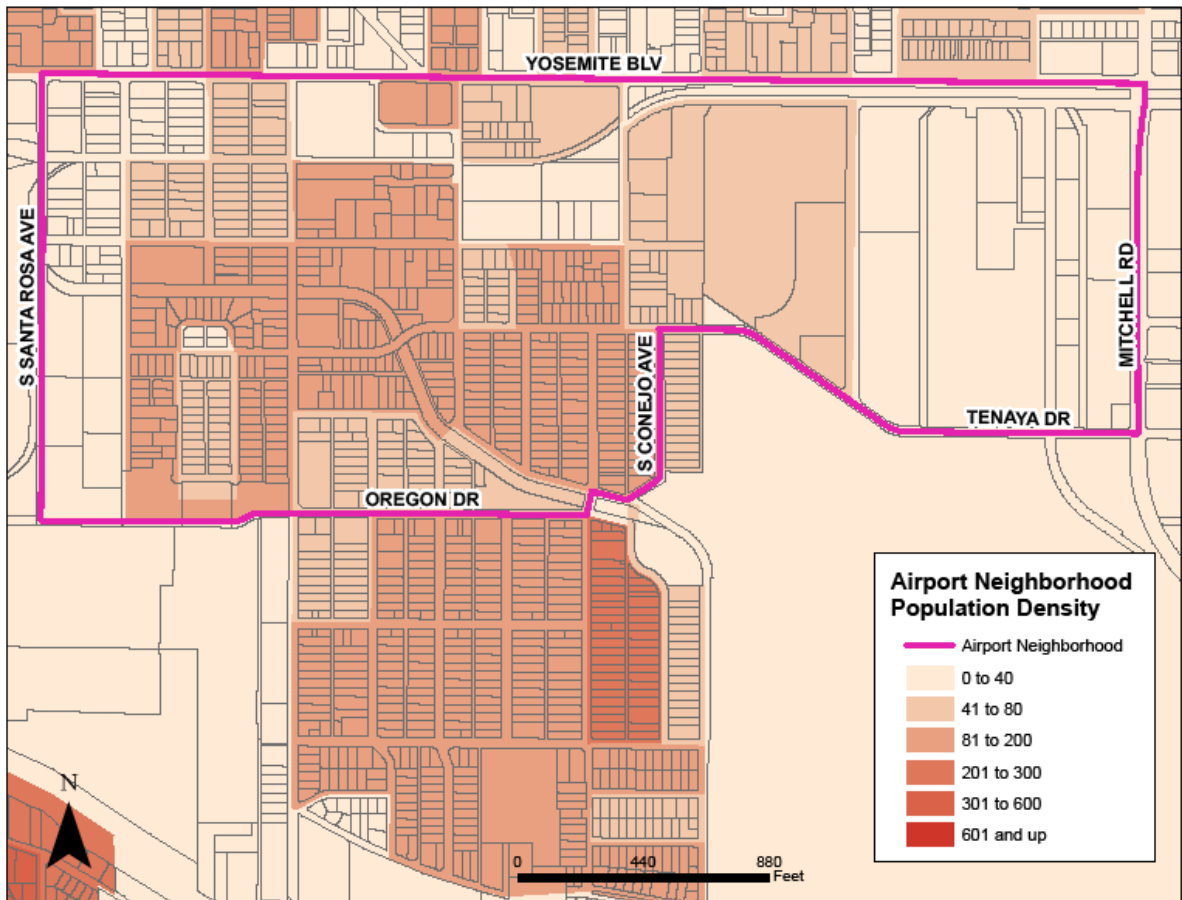 YOSEMITE BLV
S SANTA ROSA AVE
MITCHELL RD
S CONEJO AVE
TENAYA DR
OREGON DR
Airport Neighborhood
Population Density
Airport Neighborhood
0 to 40
41 to 80
81 to 200
201 to 300
301 to 600
601 and up
N
0 440 880
Feet